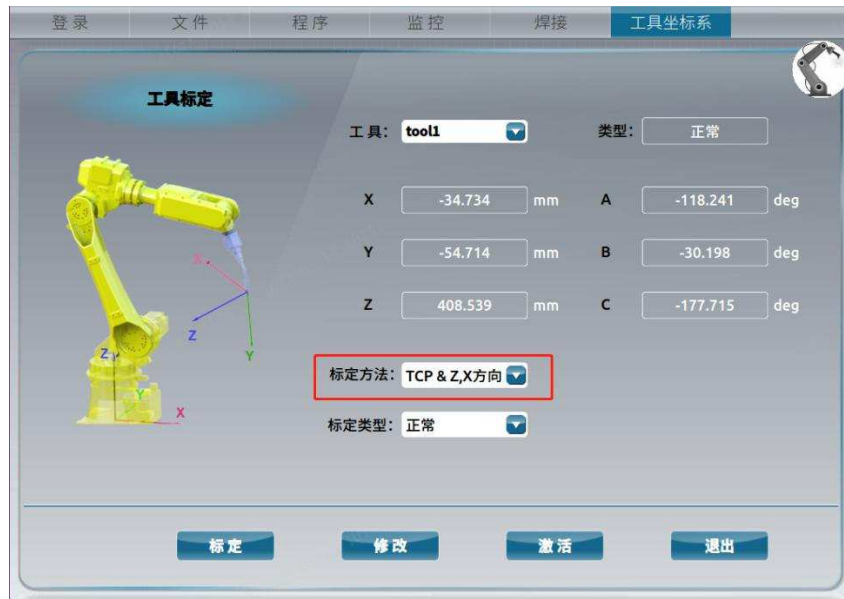 登录 文件 程序 监控 焊接 工具坐标系
工具标定
工具: tool1 类型: 正常
X -34.734 mm A -118.241 deg
Y -54.714 mm B -30.198 deg
Z 408.539 mm C -177.715 deg
X
Z
Y
Z
Y
X
标定方法: TCP & Z,X方向
标定类型: 正常
标定 修改 激活 退出